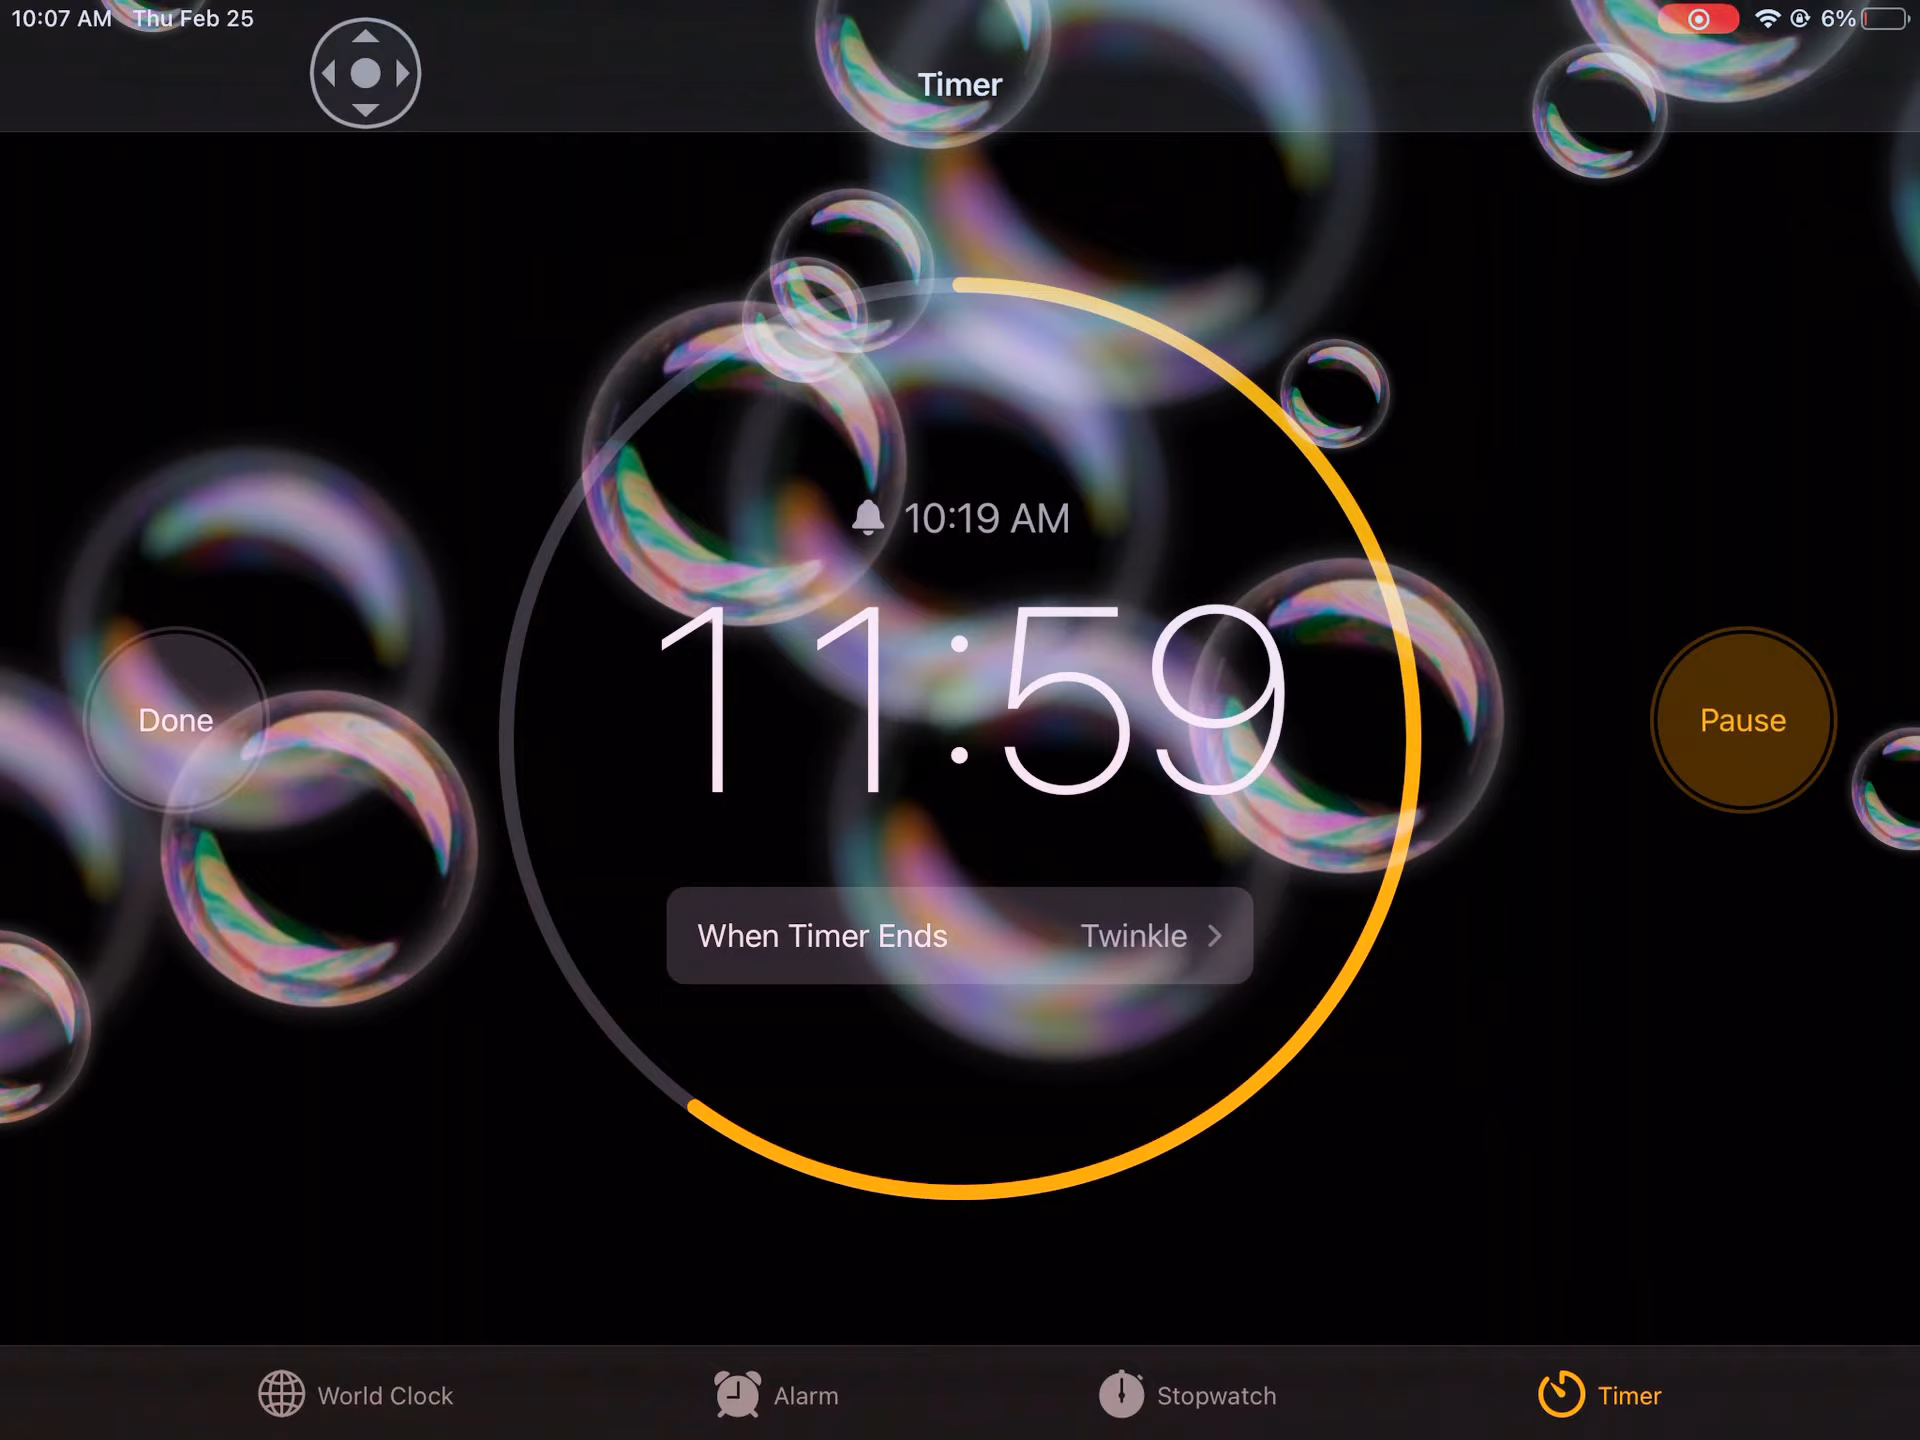 10:07 AM Thu Feb 25
6%
Timer
10:19 AM
11:59
Done
Pause
When Timer Ends Twinkle
World Clock Alarm Stopwatch Timer